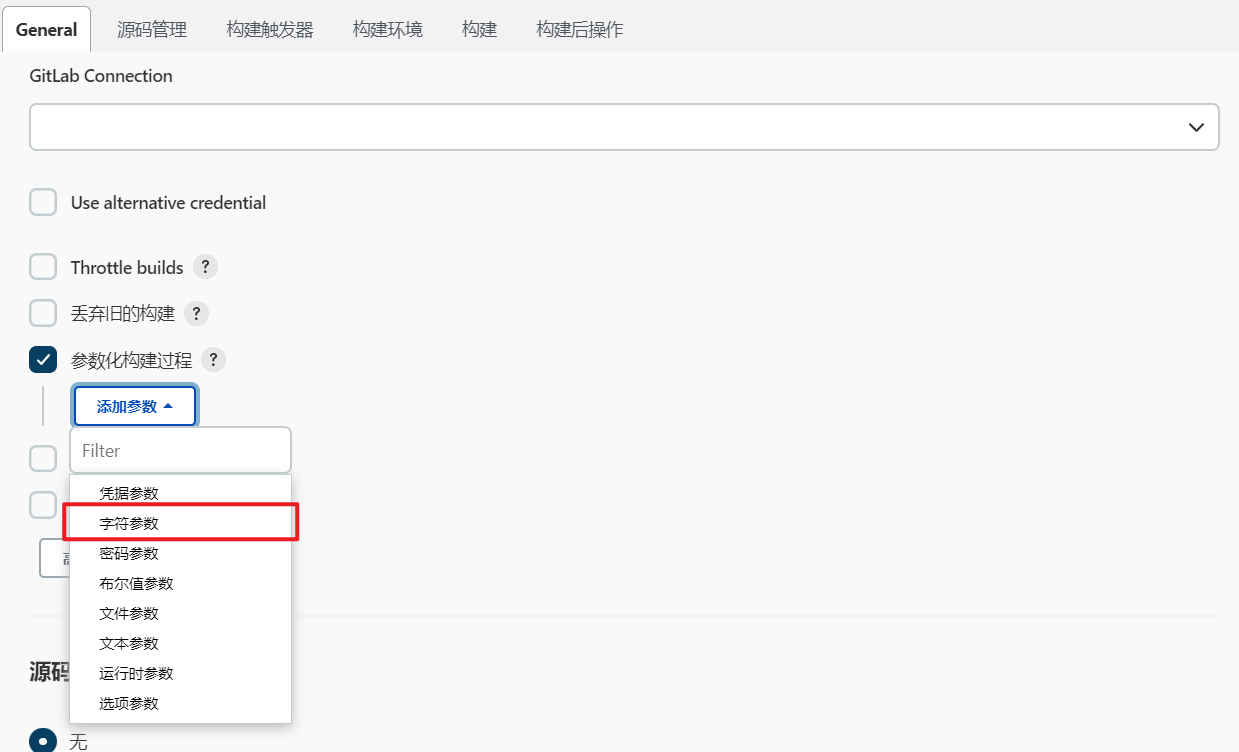 General 源码管理 构建触发器 构建环境 构建 构建后操作
GitLab Connection
Use alternative credential
Throttle builds ?
丢弃旧的构建 ?
参数化构建过程 ?
添加参数
Filter
凭据参数
字符参数
密码参数
布尔值参数
文件参数
文本参数
运行时参数
选项参数
源码
无